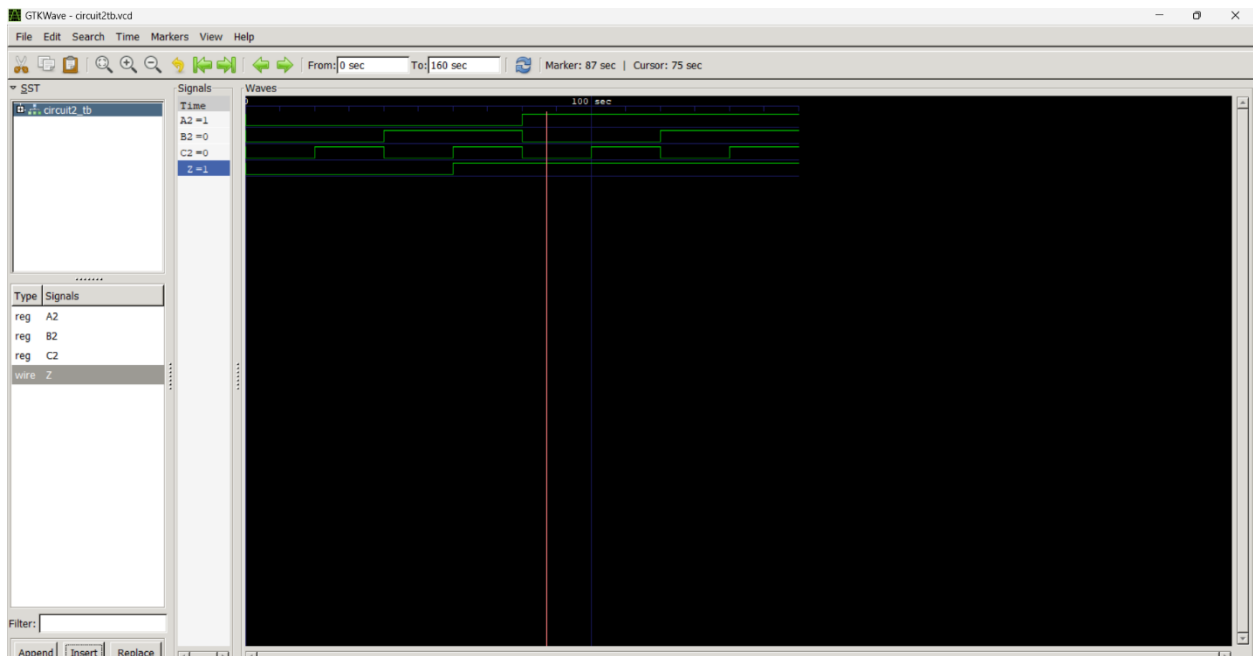 GTKWave - circuit2tb.vcd
File Edit Search Time Markers View Help
From: 0 sec To: 160 sec Marker: 87 sec | Cursor: 75 sec
SST
circuit2_tb
Type Signals
reg A2
reg B2
reg C2
wire Z
Filter:
Append Insert Replace
Signals
Time
A2 =1
B2 =0
C2 =0
Z =1
Waves
0 100 sec